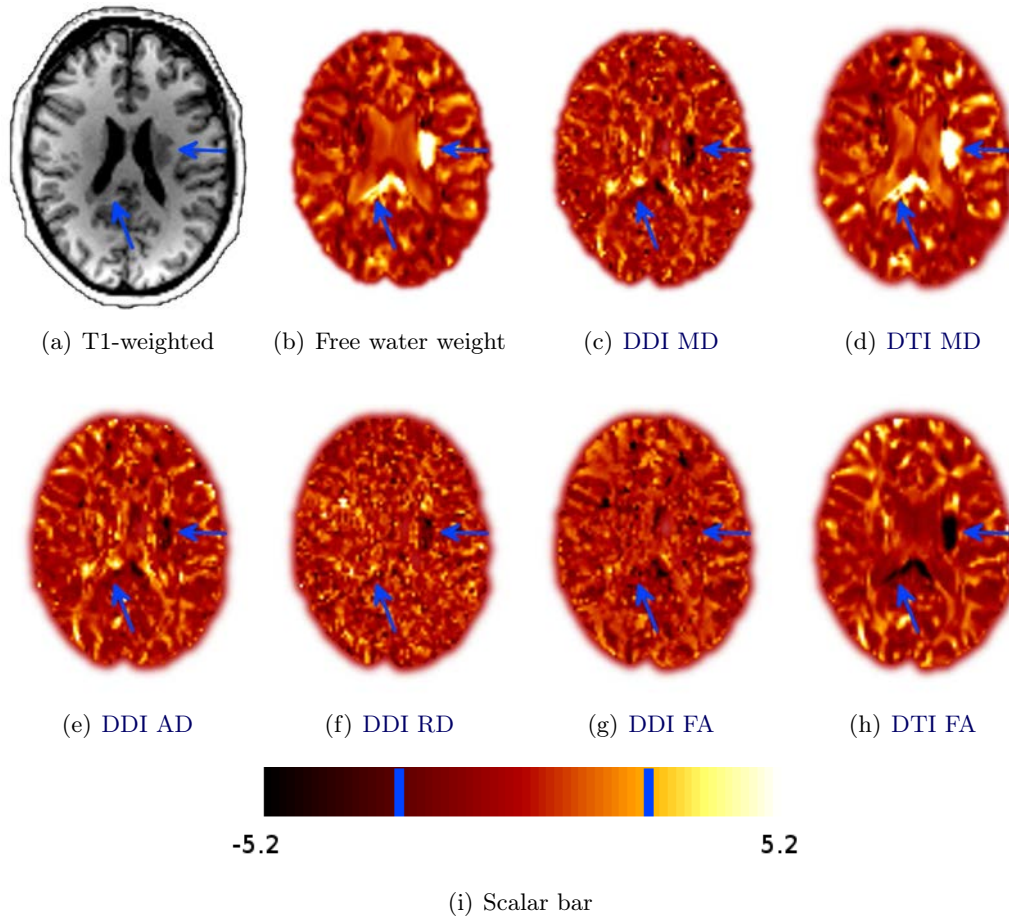 (a) T1-weighted
(b) Free water weight
(c) DDI MD
(d) DTI MD
(e) DDI AD
(f) DDI RD
(g) DDI FA
(h) DTI FA
-5.2
5.2
(i) Scalar bar